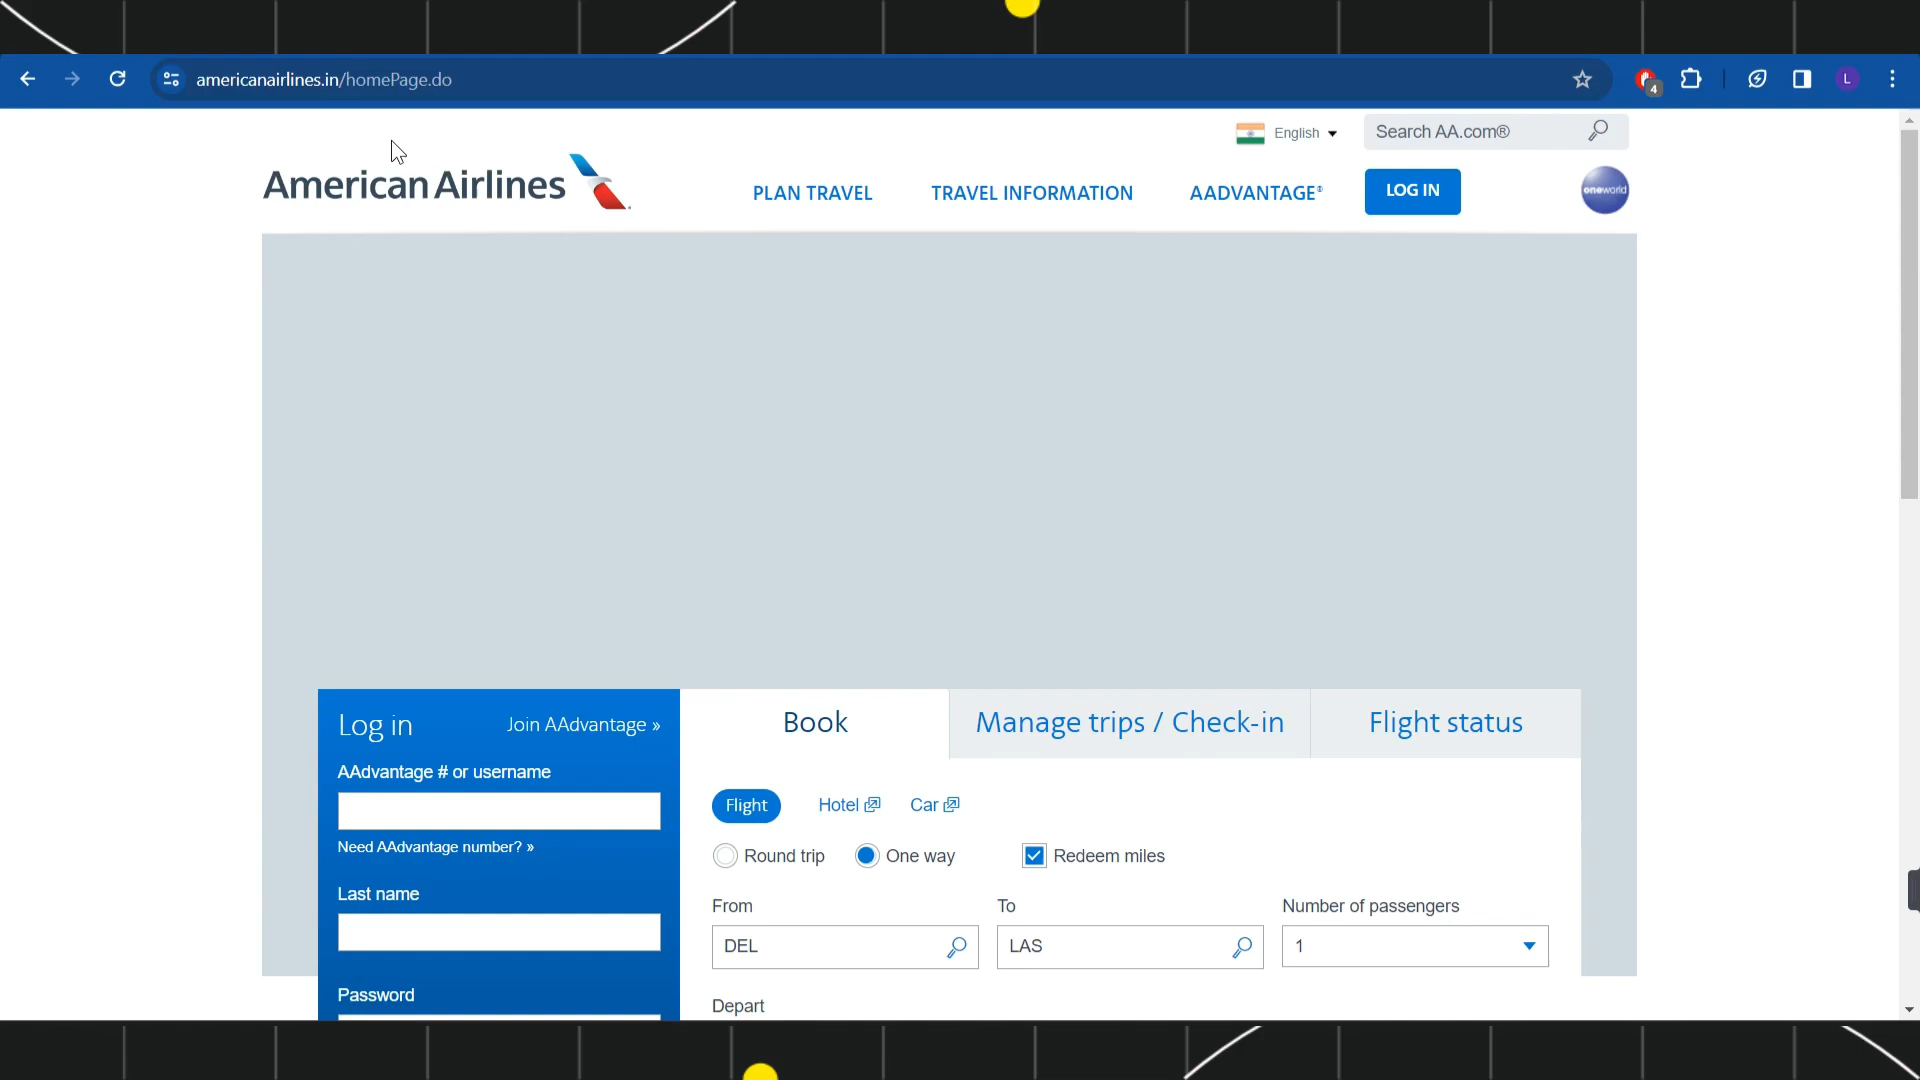 americanairlines.in/homePage.do
4
L
English
Search AA.com®
American Airlines
PLAN TRAVEL
TRAVEL INFORMATION
AADVANTAGE®
LOG IN
oneworld
Log in
Join AAdvantage »
Book
Manage trips / Check-in
Flight status
AAdvantage # or username
Need AAdvantage number? »
Last name
Password
Flight
Hotel
Car
Round trip
One way
Redeem miles
From
To
Number of passengers
DEL
LAS
1
Depart